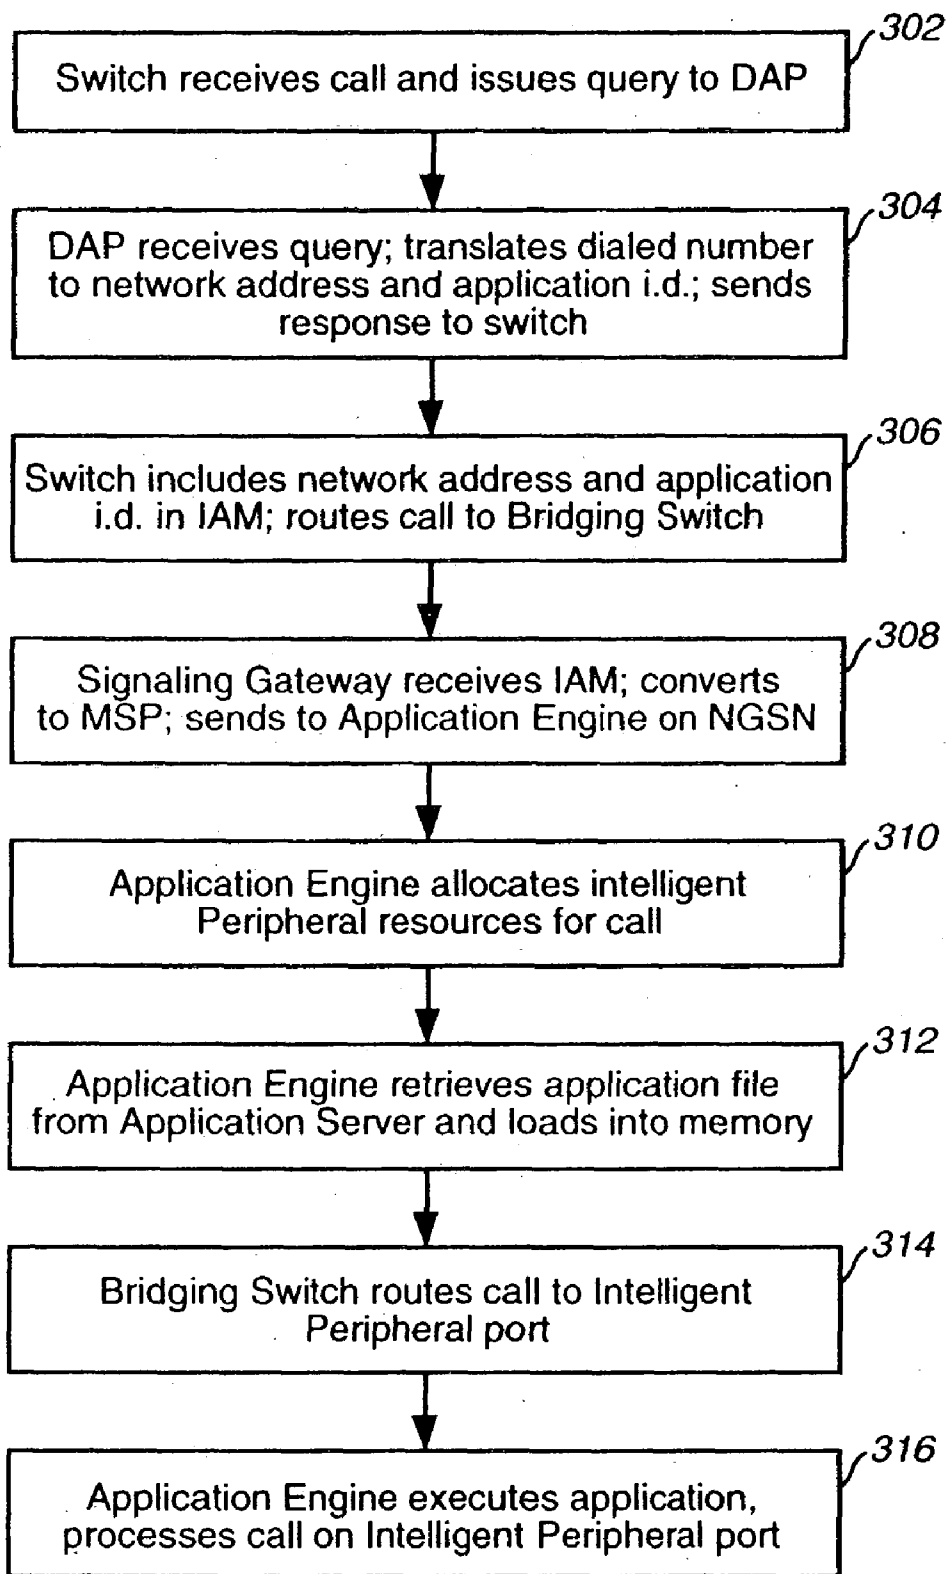 302
Switch receives call and issues query to DAP
304
DAP receives query; translates dialed number
to network address and application i.d.; sends
response to switch
306
Switch includes network address and application
i.d. in IAM; routes call to Bridging Switch
308
Signaling Gateway receives IAM; converts
to MSP; sends to Application Engine on NGSN
310
Application Engine allocates intelligent
Peripheral resources for call
312
Application Engine retrieves application file
from Application Server and loads into memory
314
Bridging Switch routes call to Intelligent
Peripheral port
316
Application Engine executes application,
processes call on Intelligent Peripheral port